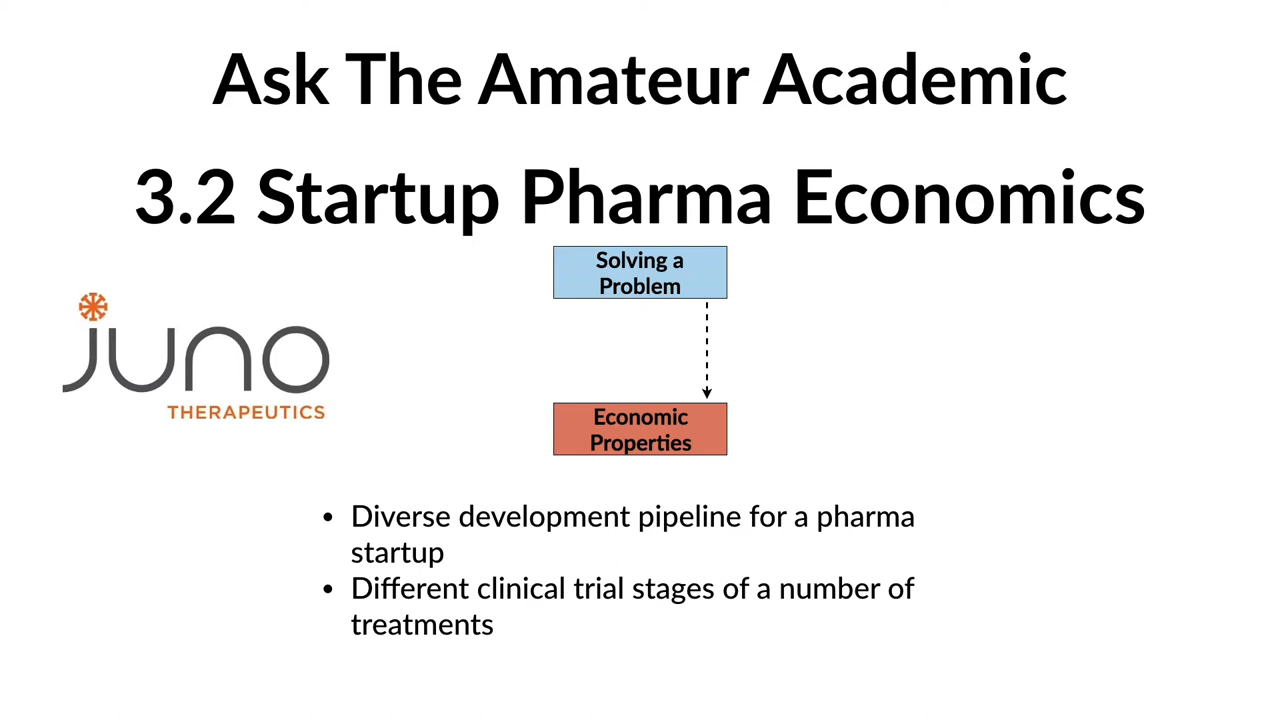 Ask The Amateur Academic
3.2 Startup Pharma Economics
Solving a
Problem
juno
THERAPEUTICS
Economic
Properties
• Diverse development pipeline for a pharma
startup
• Different clinical trial stages of a number of
treatments